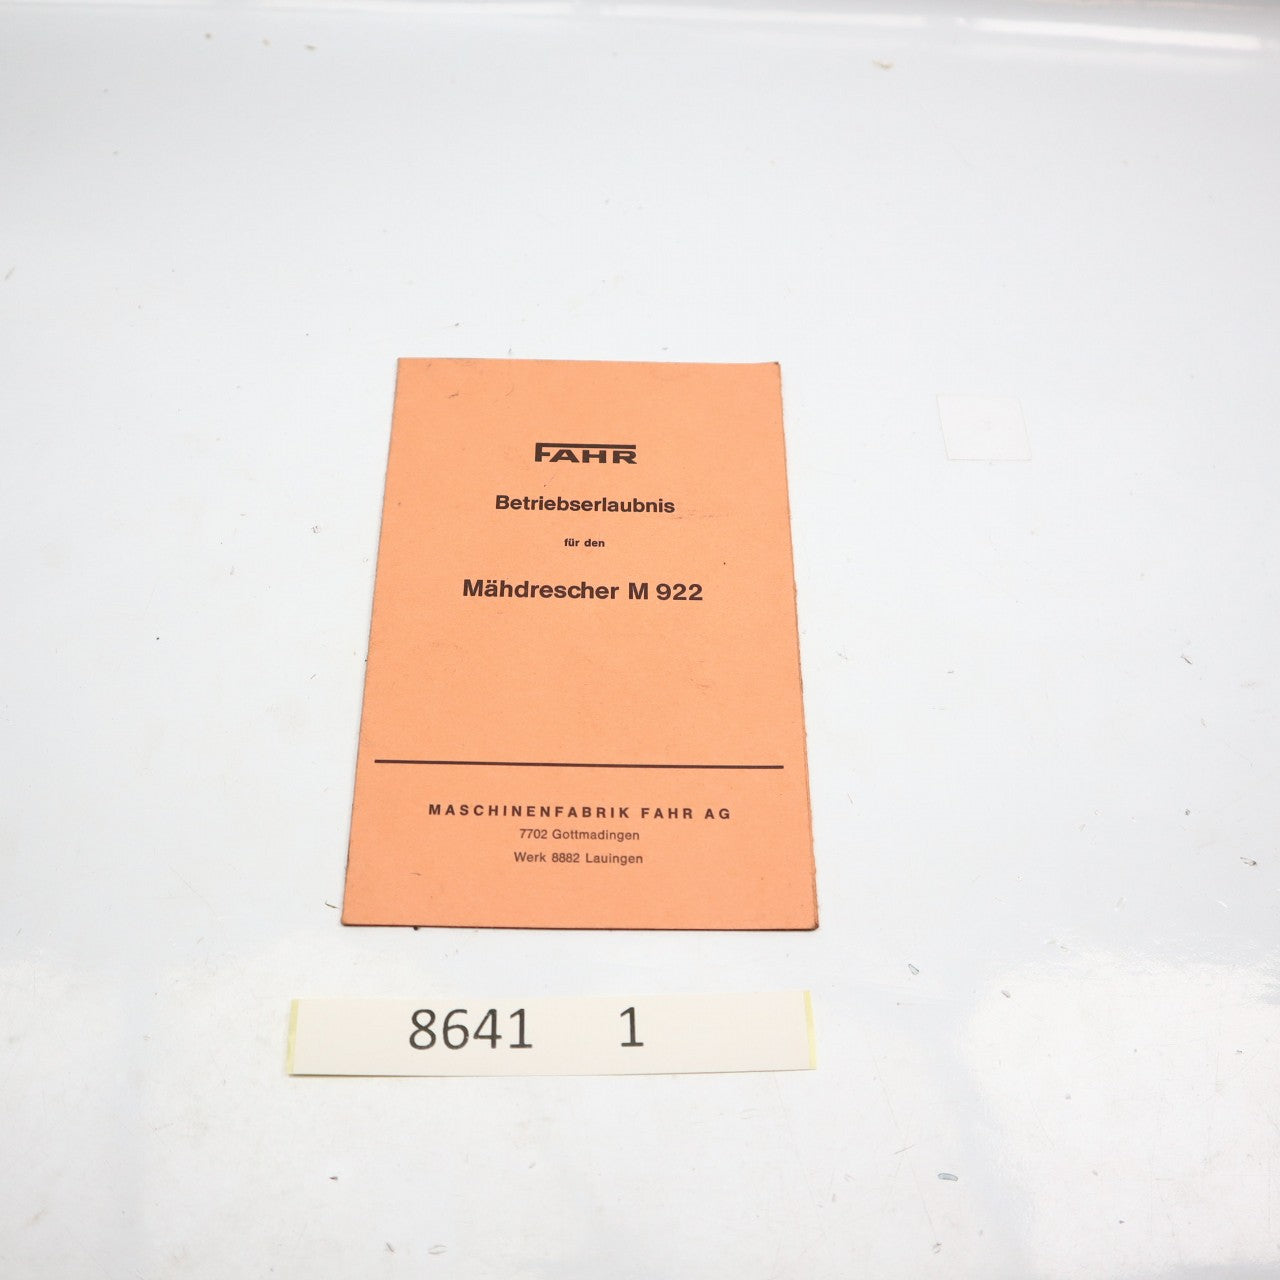 FAHR
Betriebserlaubnis
für den
Mähdrescher M 922
MASCHINENFABRIK FAHR AG
7702 Gottmadingen
Werk 8882 Lauingen
8641 1